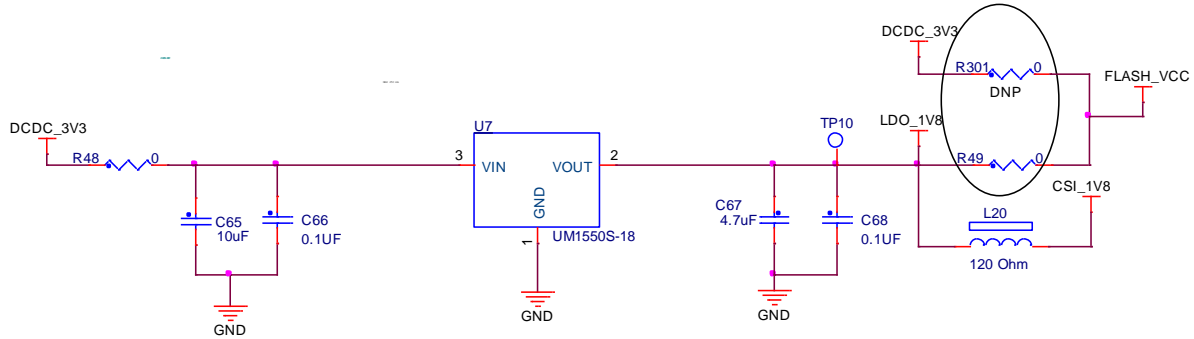 DCDC_3V3
R301
0
DNP
FLASH_VCC
DCDC_3V3
R48
0
U7
3
VIN
VOUT
2
GND
1
UM1550S-18
TP10
LDO_1V8
R49
0
CSI_1V8
L20
120 Ohm
C65
10uF
C66
0.1UF
C67
4.7uF
C68
0.1UF
GND
GND
GND